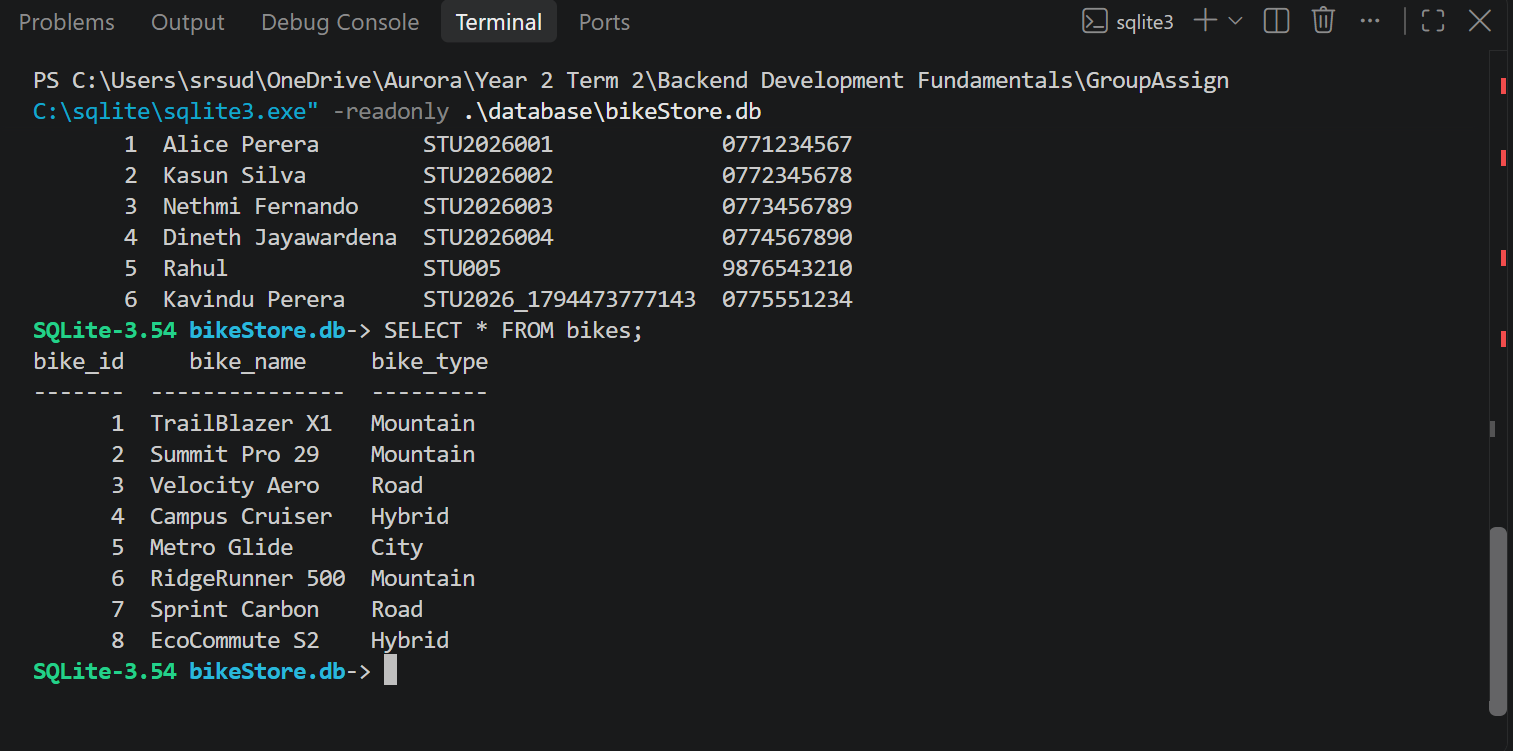 Problems Output Debug Console Terminal Ports sqlite3
PS C:\Users\srsud\OneDrive\Aurora\Year 2 Term 2\Backend Development Fundamentals\GroupAssign
C:\sqlite\sqlite3.exe" -readonly .\database\bikeStore.db
1 Alice Perera STU2026001 0771234567
2 Kasun Silva STU2026002 0772345678
3 Nethmi Fernando STU2026003 0773456789
4 Dineth Jayawardena STU2026004 0774567890
5 Rahul STU005 9876543210
6 Kavindu Perera STU2026_1794473777143 0775551234
SQLite-3.54 bikeStore.db-> SELECT * FROM bikes;
bike_id bike_name bike_type
------- --------------- ---------
1 TrailBlazer X1 Mountain
2 Summit Pro 29 Mountain
3 Velocity Aero Road
4 Campus Cruiser Hybrid
5 Metro Glide City
6 RidgeRunner 500 Mountain
7 Sprint Carbon Road
8 EcoCommute S2 Hybrid
SQLite-3.54 bikeStore.db->